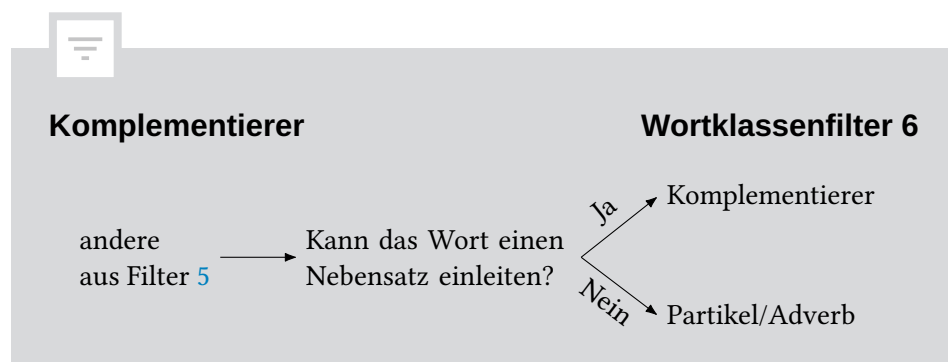 Komplementierer
Wortklassenfilter 6
andere
aus Filter 5
Kann das Wort einen
Nebensatz einleiten?
Ja
Komplementierer
Nein
Partikel/Adverb